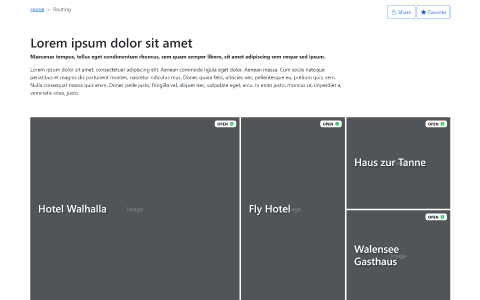 Home > Routing
Share
Favorite
Lorem ipsum dolor sit amet
Maecenas tempus, tellus eget condimentum rhoncus, sem quam semper libero, sit amet adipiscing sem neque sed ipsum.
Lorem ipsum dolor sit amet, consectetuer adipiscing elit. Aenean commodo ligula eget dolor. Aenean massa. Cum sociis natoque
penatibus et magnis dis parturient montes, nascetur ridiculus mus. Donec quam felis, ultricies nec, pellentesque eu, pretium quis, sem.
Nulla consequat massa quis enim. Donec pede justo, fringilla vel, aliquet nec, vulputate eget, arcu. In enim justo, rhoncus ut, imperdiet a,
venenatis vitae, justo.
OPEN
Hotel Walhalla
Image
OPEN
Fly Hotel
OPEN
Haus zur Tanne
OPEN
Walensee
Gasthaus